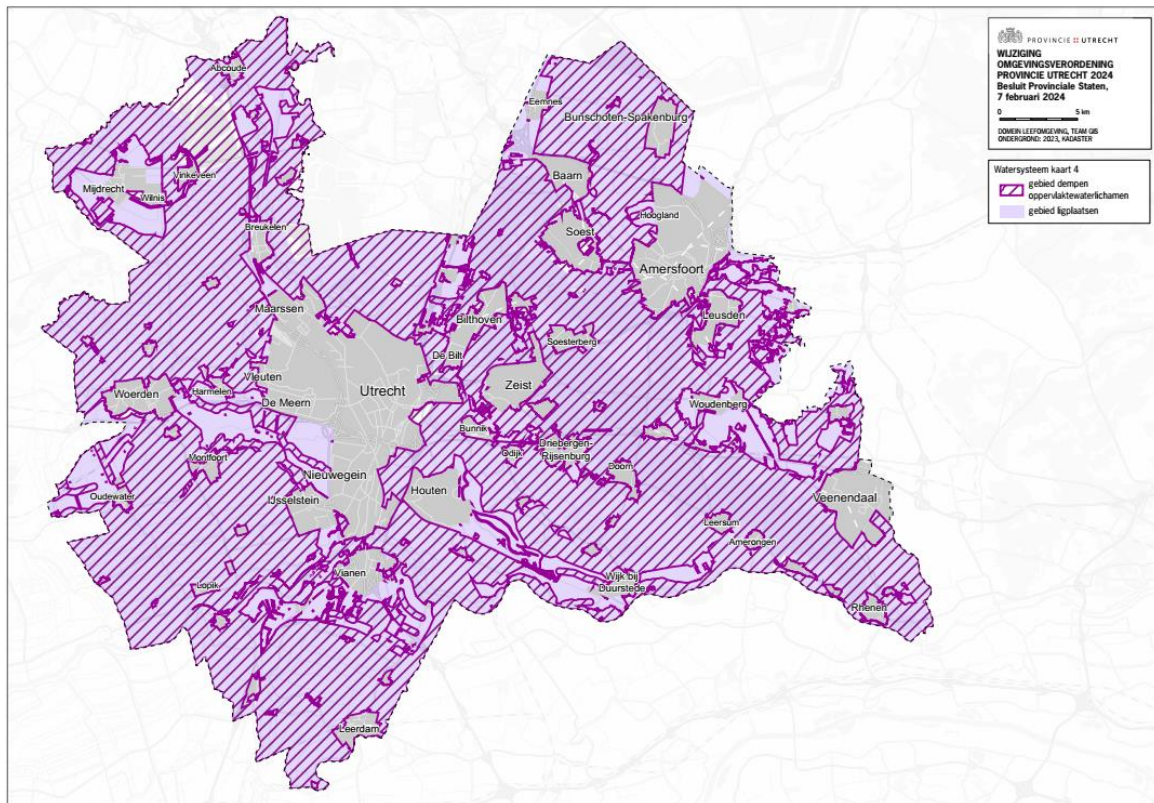 PROVINCIE UTRECHT
WIJZIGING
OMGEVINGSVERORDENING
PROVINCIE UTRECHT 2024
Besluit Provinciale Staten,
7 februari 2024
0 5 km
DOMEIN LEEFOMGEVING, TEAM GIS
ONDERGROND: 2023, KADASTER
Watersysteem kaart 4
gebied dempen
oppervlaktewaterlichamen
gebied ligplaatsen
Abcoude
Eemnes
Bunschoten-Spakenburg
Baarn
Vinkeveen
Mijdrecht
Wilnis
Hoogland
Breukelen
Soest
Amersfoort
Maarssen
Leusden
Bilthoven
Soesterberg
De Bilt
Vleuten
Zeist
Utrecht
Harmelen
Woerden
De Meern
Woudenberg
Bunnik
Driebergen-
Rijsenburg
Odijk
Montfoort
Doorn
Nieuwegein
Houten
Oudewater
IJsselstein
Veenendaal
Leersum
Amerongen
Vianen
Wijk bij
Duurstede
Lopik
Rhenen
Leerdam